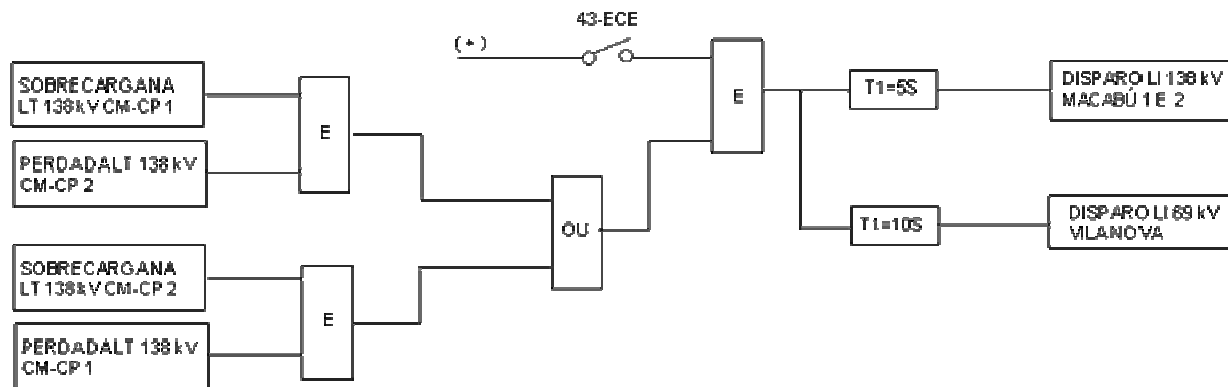 43-ECE
(+)
SOBRECARGANA
LT 138kV CM-CP 1
E
PERDADALT 138 kV
CM-CP 2
E
T1=5S
DISPARO LI 138 kV
MACABÚ 1 E 2
OU
T1=10S
DISPARO LI 69 kV
VILANOVA
SOBRECARGANA
LT 138kV CM-CP 2
E
PERDADALT 138 kV
CM-CP 1